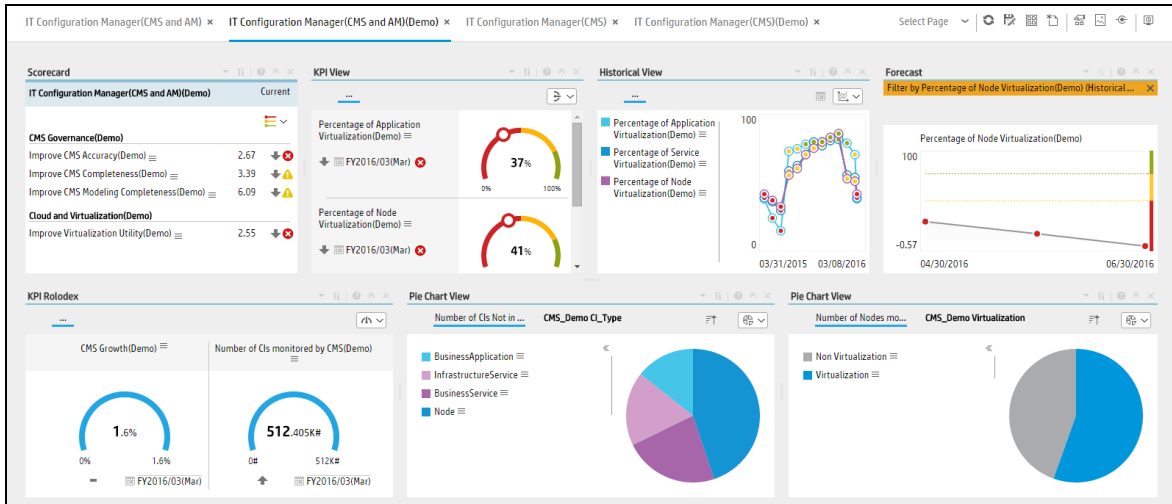 IT Configuration Manager(CMS and AM) × IT Configuration Manager(CMS and AM)(Demo) × IT Configuration Manager(CMS) × IT Configuration Manager(CMS)(Demo) × Select Page
Scorecard
IT Configuration Manager(CMS and AM)(Demo) Current
CMS Governance(Demo)
Improve CMS Accuracy(Demo) 2.67
Improve CMS Completeness(Demo) 3.39
Improve CMS Modeling Completeness(Demo) 6.09
Cloud and Virtualization(Demo)
Improve Virtualization Utility(Demo) 2.55
KPI View
...
Percentage of Application
Virtualization(Demo)
FY2016/03(Mar)
37%
0% 100%
Percentage of Node
Virtualization(Demo)
FY2016/03(Mar)
41%
Historical View
...
Percentage of Application
Virtualization(Demo)
Percentage of Service
Virtualization(Demo)
Percentage of Node
Virtualization(Demo)
100
0
03/31/2015 03/08/2016
Forecast
Filter by Percentage of Node Virtualization(Demo) (Historical ... ×
Percentage of Node Virtualization(Demo)
100
-0.57
04/30/2016 06/30/2016
KPI Rolodex
...
CMS Growth(Demo)
1.6%
0% 1.6%
FY2016/03(Mar)
Number of CIs monitored by CMS(Demo)
512.405K#
0# 512K#
FY2016/03(Mar)
Pie Chart View
Number of CIs Not in ... CMS_Demo CI_Type
BusinessApplication
InfrastructureService
BusinessService
Node
Pie Chart View
Number of Nodes mo... CMS_Demo Virtualization
Non Virtualization
Virtualization